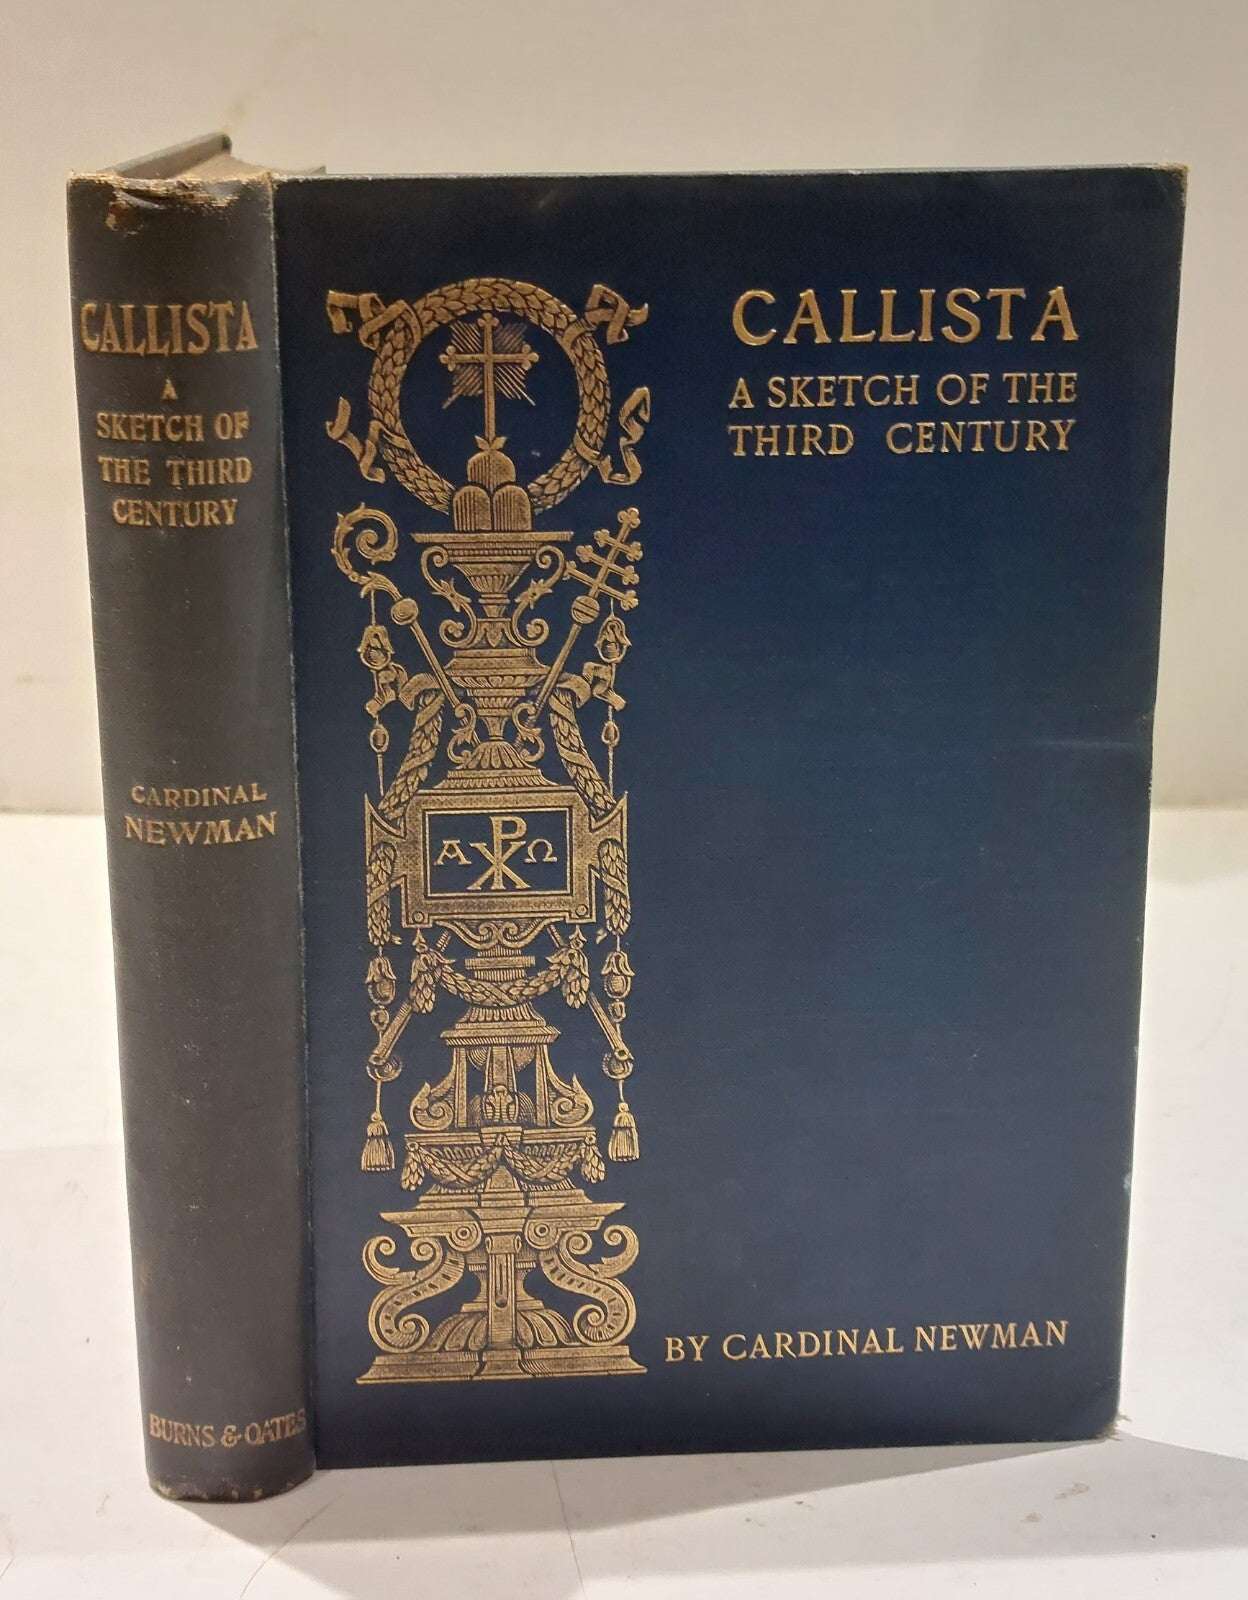 CALLISTA
A
SKETCH OF
THE THIRD
CENTURY
CARDINAL
NEWMAN
BURNS & OATES
CALLISTA
A SKETCH OF THE
THIRD CENTURY
Α ☧ Ω
BY CARDINAL NEWMAN